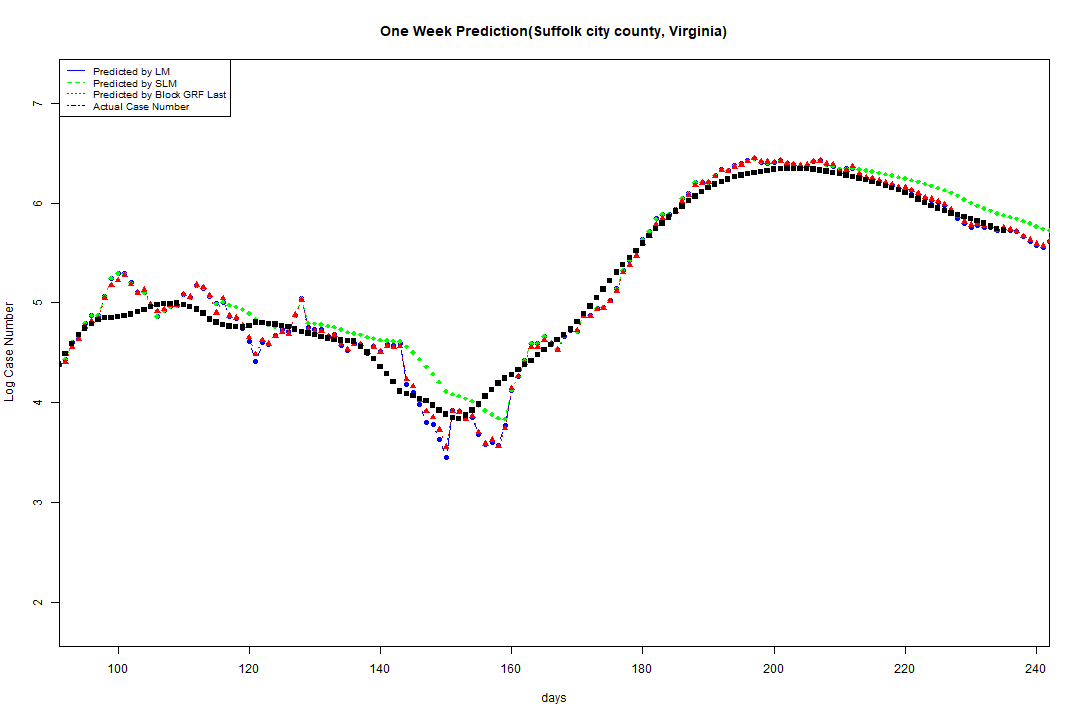 One Week Prediction(Suffolk city county, Virginia)
Predicted by LM
Predicted by SLM
Predicted by Block GRF Last
Actual Case Number
Log Case Number
7
6
5
4
3
2
100 120 140 160 180 200 220 240
days